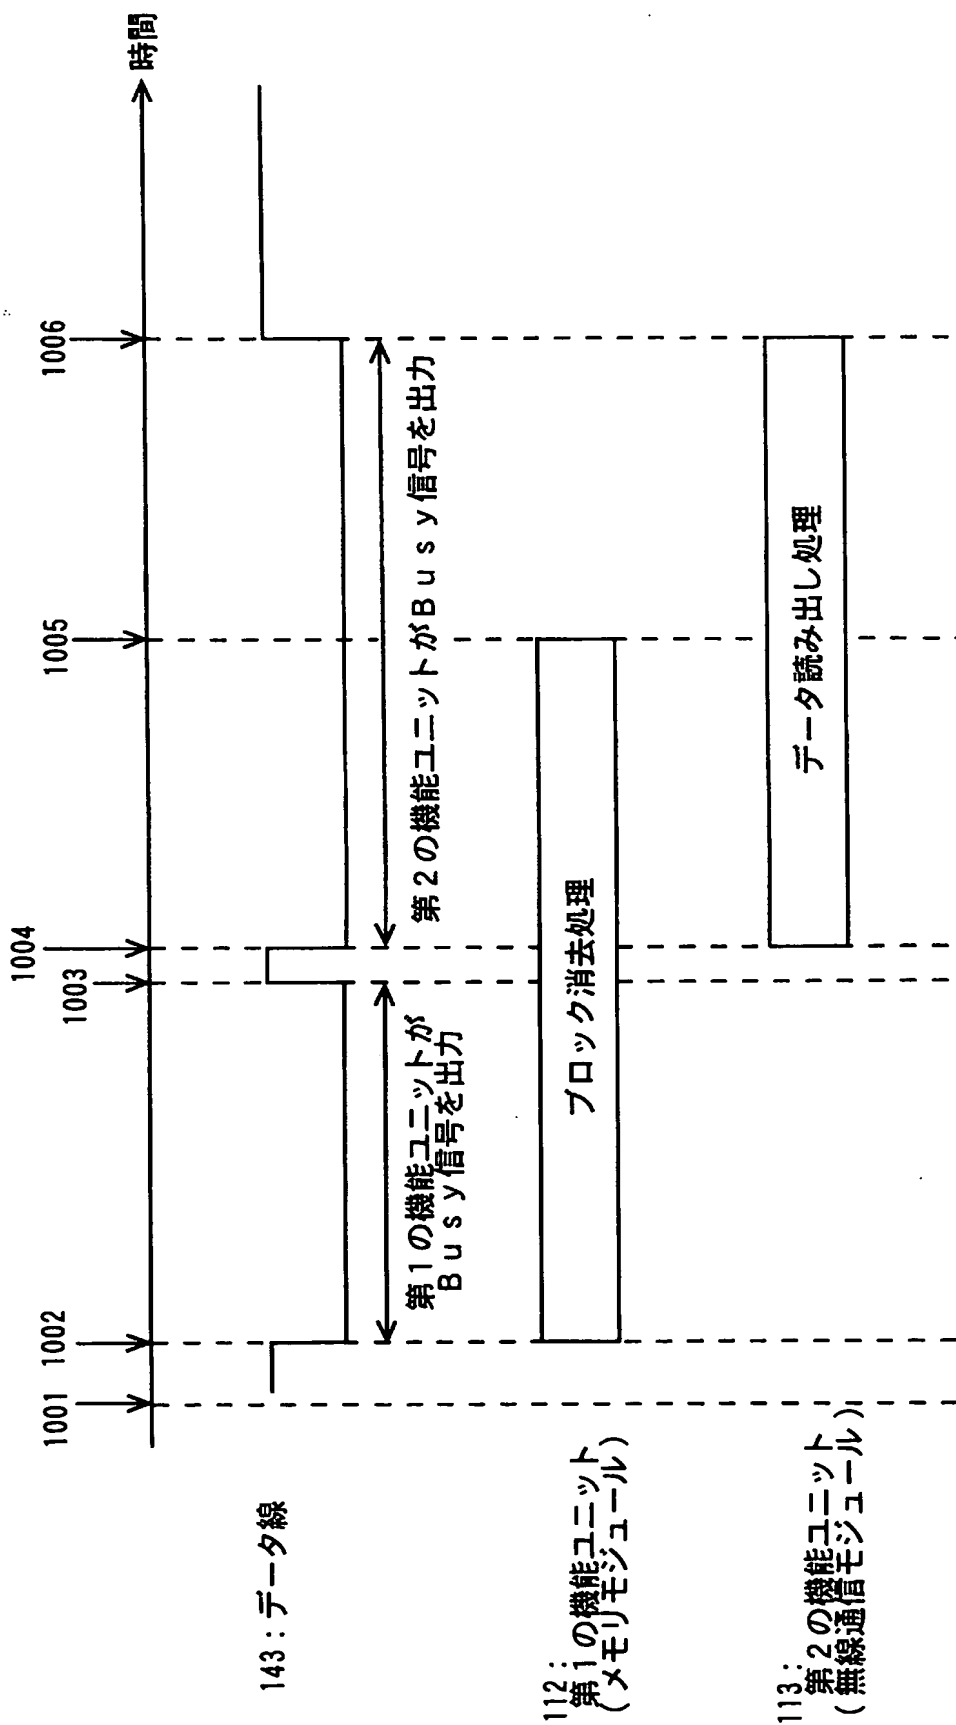 時間
1001
1002
1003
1004
1005
1006
143:データ線
第1の機能ユニットが
Busy信号を出力
第2の機能ユニットがBusy信号を出力
112:
第1の機能ユニット
(メモリモジュール)
ブロック消去処理
113:
第2の機能ユニット
(無線通信モジュール)
データ読み出し処理